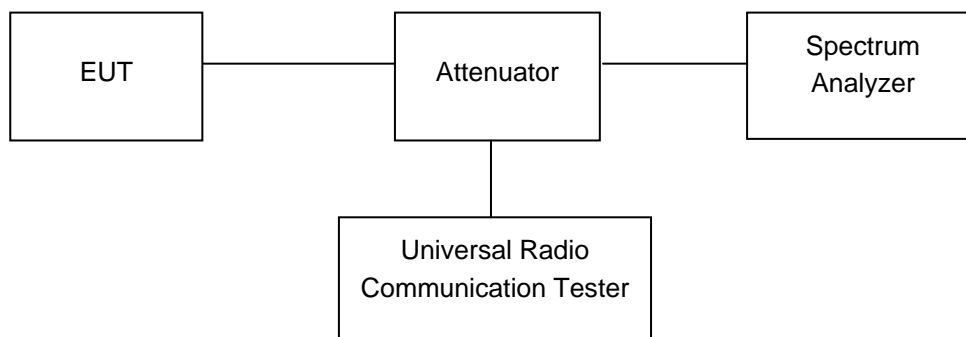 EUT
Attenuator
Spectrum
Analyzer
Universal Radio
Communication Tester